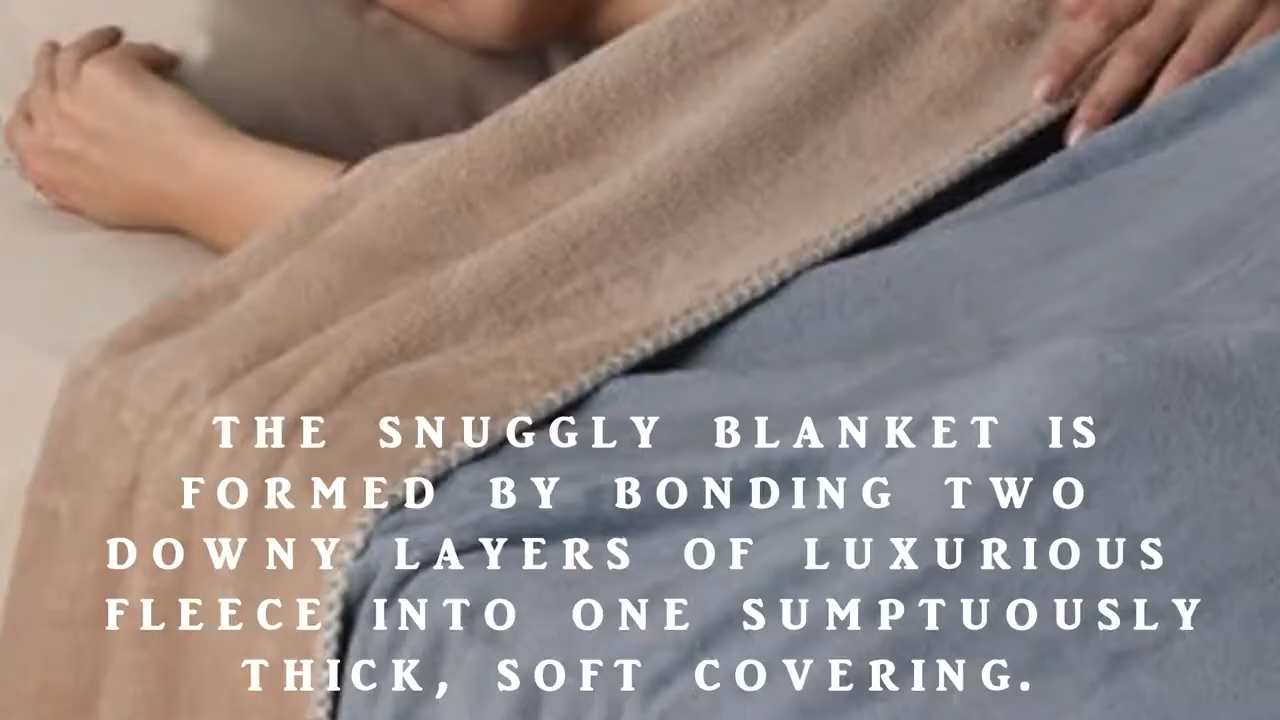 THE SNUGGLY BLANKET IS
FORMED BY BONDING TWO
DOWNY LAYERS OF LUXURIOUS
FLEECE INTO ONE SUMPTUOUSLY
THICK, SOFT COVERING.